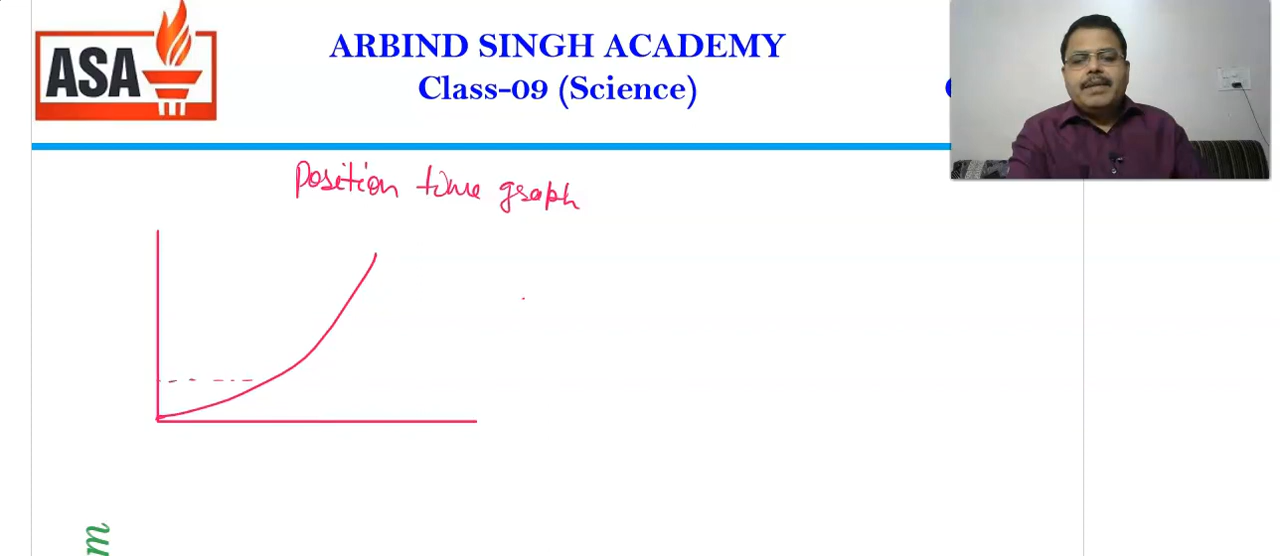 ASA
ARBIND SINGH ACADEMY
Class-09 (Science)
Position time graph
m